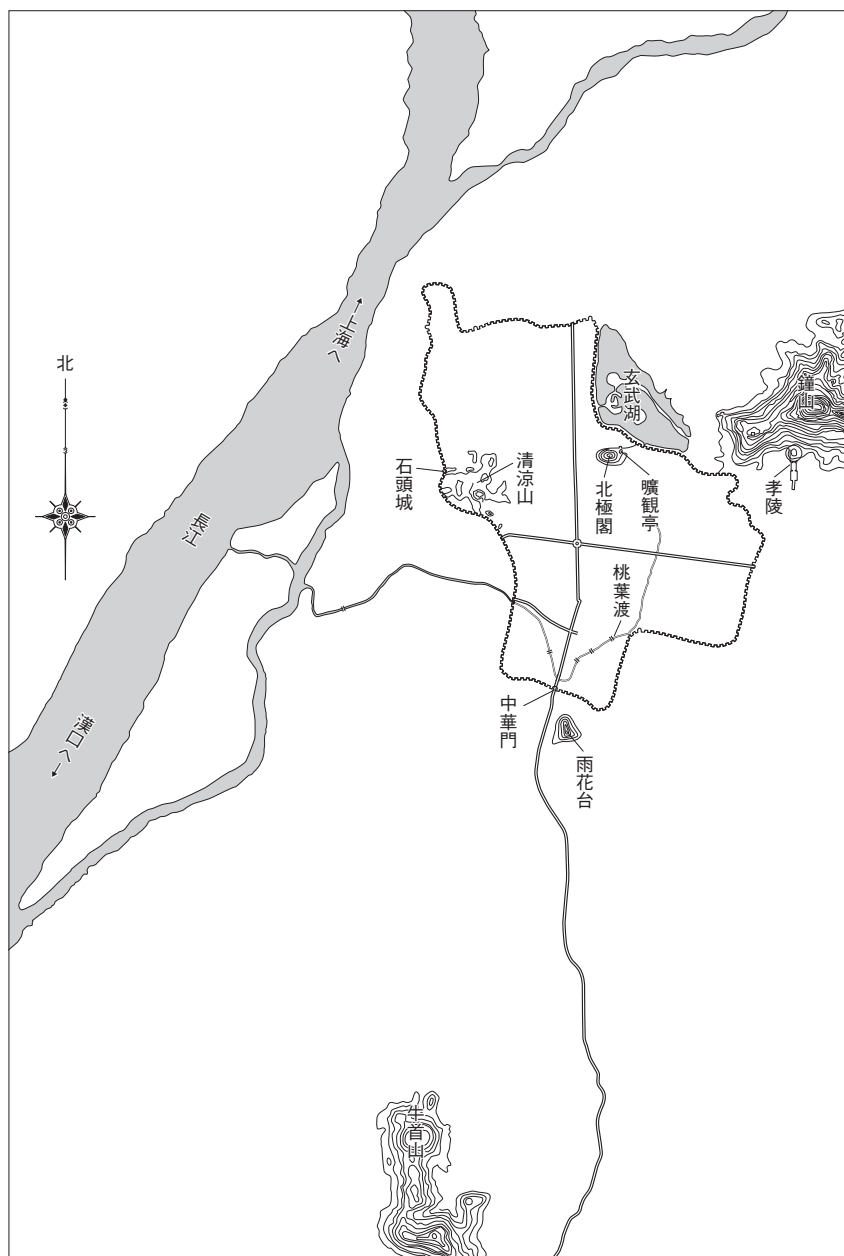 ←上海へ
北
玄武湖
鐘山
石頭城
清涼山
北極閣
曠観亭
孝陵
長江
桃葉渡
中華門
漢口へ→
雨花台
牛首山